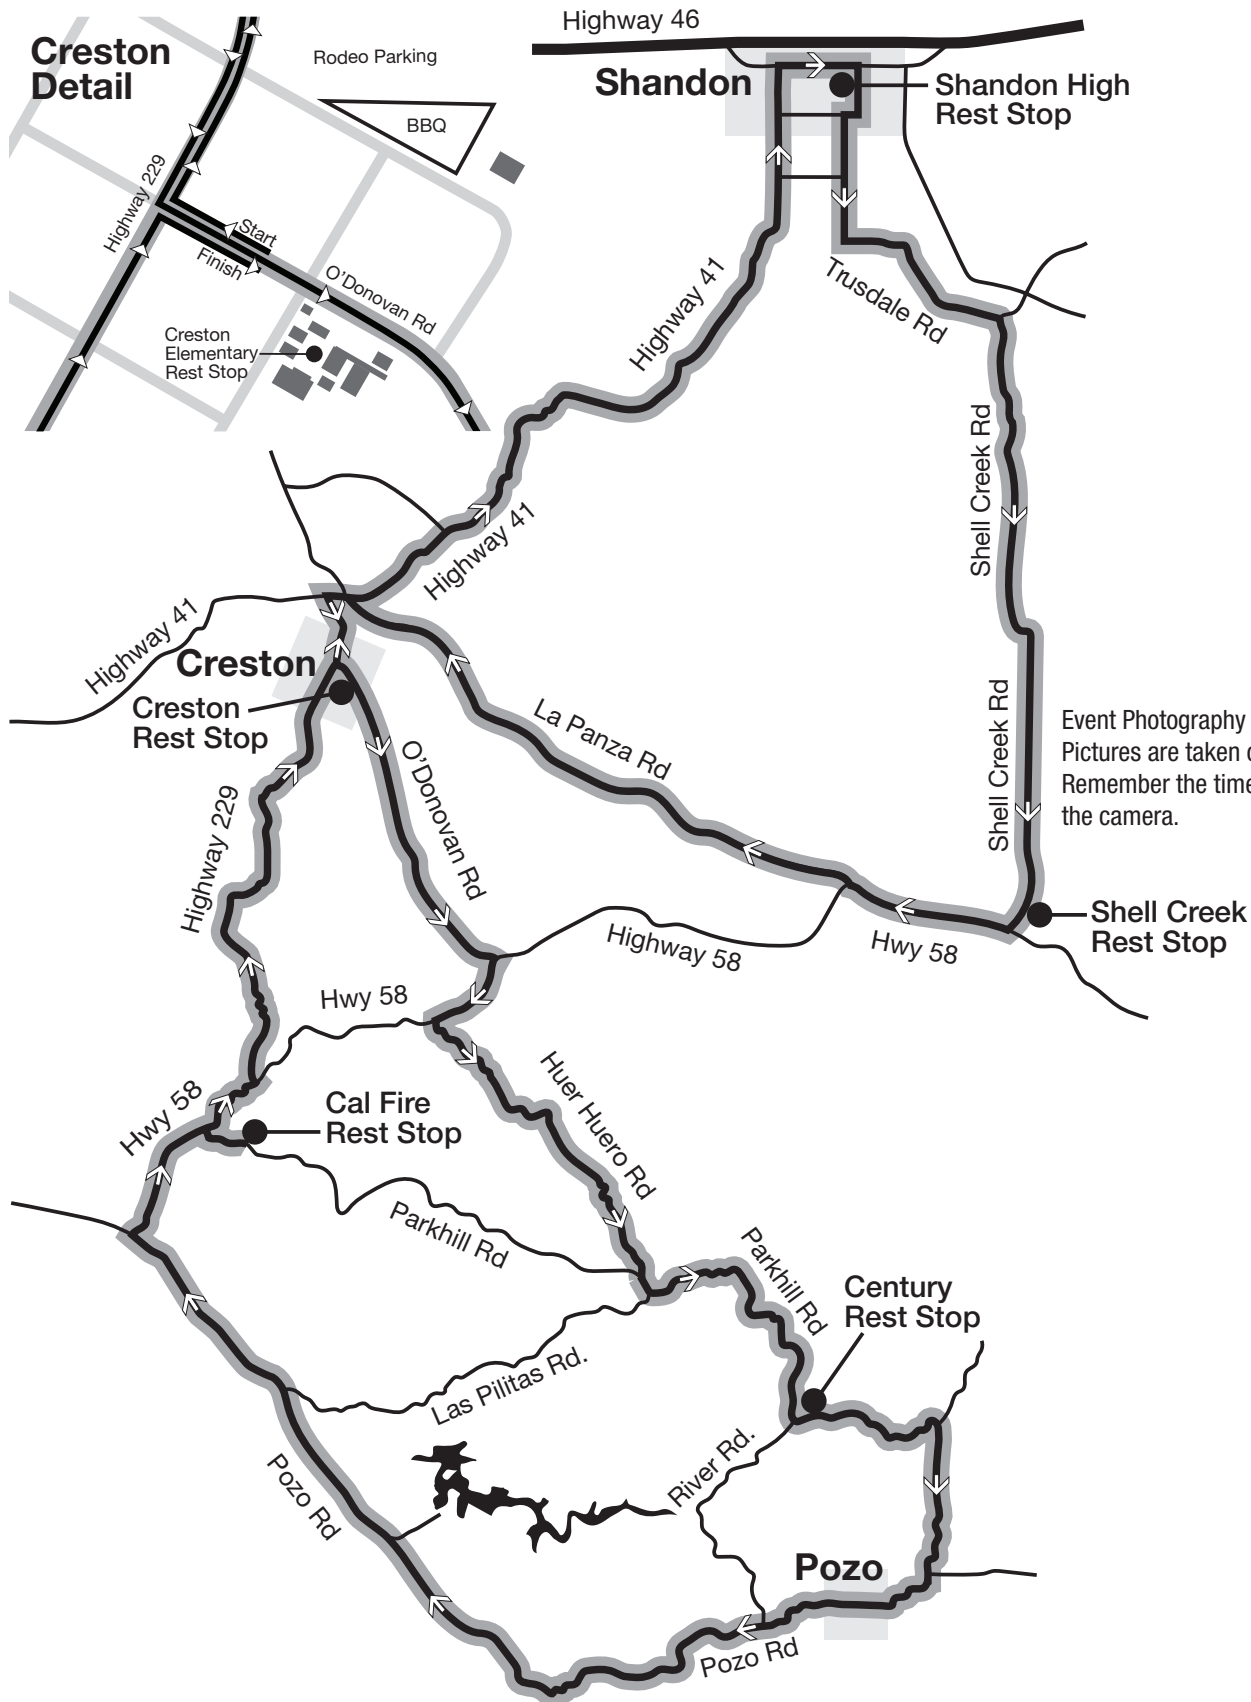 Creston
Detail
Rodeo Parking
BBQ
Highway 229
Start
Finish
O'Donovan Rd
Creston
Elementary
Rest Stop
Highway 46
Shandon
Shandon High
Rest Stop
Highway 41
Trusdale Rd
Shell Creek Rd
Highway 41
Highway 41
Creston
Creston
Rest Stop
La Panza Rd
Shell Creek Rd
Event Photography
Pictures are taken
Remember the time
the camera.
O'Donovan Rd
Highway 229
Shell Creek
Rest Stop
Highway 58
Hwy 58
Hwy 58
Huer Huero Rd
Hwy 58
Cal Fire
Rest Stop
Parkhill Rd
Parkhill Rd
Century
Rest Stop
Las Pilitas Rd.
River Rd.
Pozo Rd
Pozo
Pozo Rd